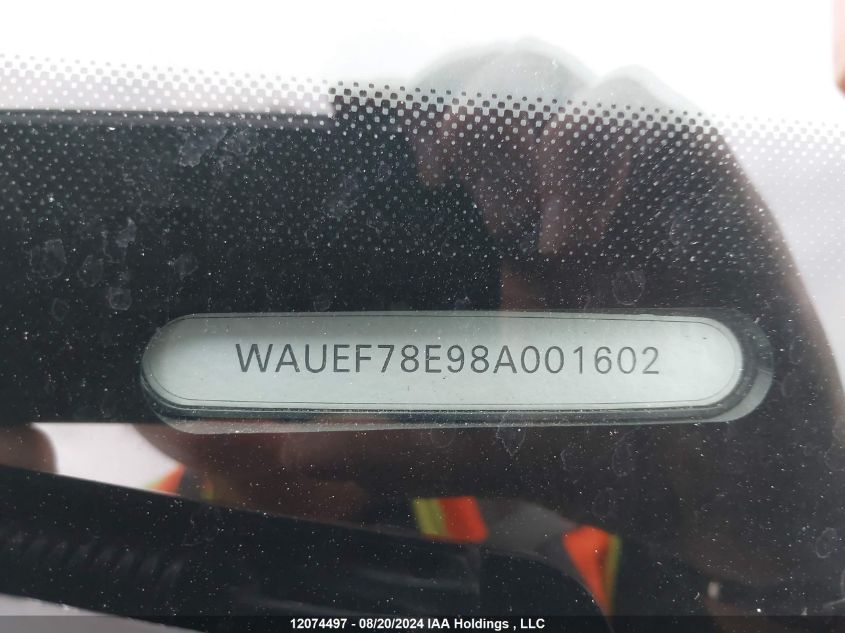 WAUEF78E98A001602
12074497 - 08/20/2024 IAA Holdings , LLC